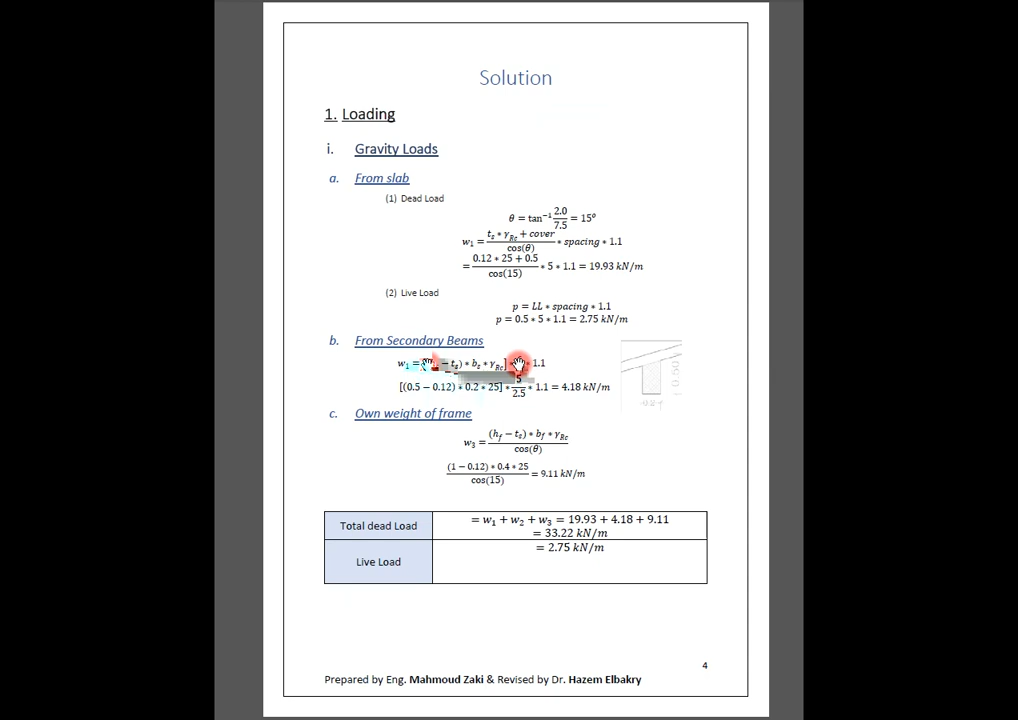 Solution
1. Loading
i. Gravity Loads
a. From slab
(1) Dead Load
θ = tan⁻¹ 2.0/7.5 = 15°
w₁ = (tₛ * γ_Rc + cover)/cos(θ) * spacing * 1.1
= (0.12 * 25 + 0.5)/cos(15) * 5 * 1.1 = 19.93 kN/m
(2) Live Load
p = LL * spacing * 1.1
p = 0.5 * 5 * 1.1 = 2.75 kN/m
b. From Secondary Beams
− tₛ) * bₛ * γ_Rc] * 1.1
[(0.5 − 0.12) * 0.2 * 25] * 5/2.5 * 1.1 = 4.18 kN/m
c. Own weight of frame
w₃ = (h_f − tₛ) * b_f * γ_Rc/cos(θ)
(1 − 0.12) * 0.4 * 25/cos(15) = 9.11 kN/m
Total dead Load
= w₁ + w₂ + w₃ = 19.93 + 4.18 + 9.11
= 33.22 kN/m
Live Load
= 2.75 kN/m
4
Prepared by Eng. Mahmoud Zaki & Revised by Dr. Hazem Elbakry